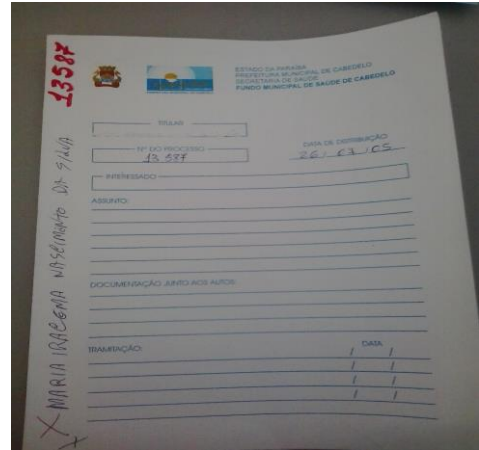 13587
ESTADO DA PARAÍBA
PREFEITURA MUNICIPAL DE CABEDELO
SECRETARIA DE SAÚDE
FUNDO MUNICIPAL DE SAÚDE DE CABEDELO
TITULAR
Nº DO PROCESSO
13.587
DATA DE DISTRIBUIÇÃO
26 / 07 / 05
INTERESSADO
ASSUNTO:
DOCUMENTAÇÃO JUNTO AOS AUTOS:
TRAMITAÇÃO:
DATA
/ /
/ /
/ /
/ /
X MARIA IRACEMA NASCIMENTO DA SILVA